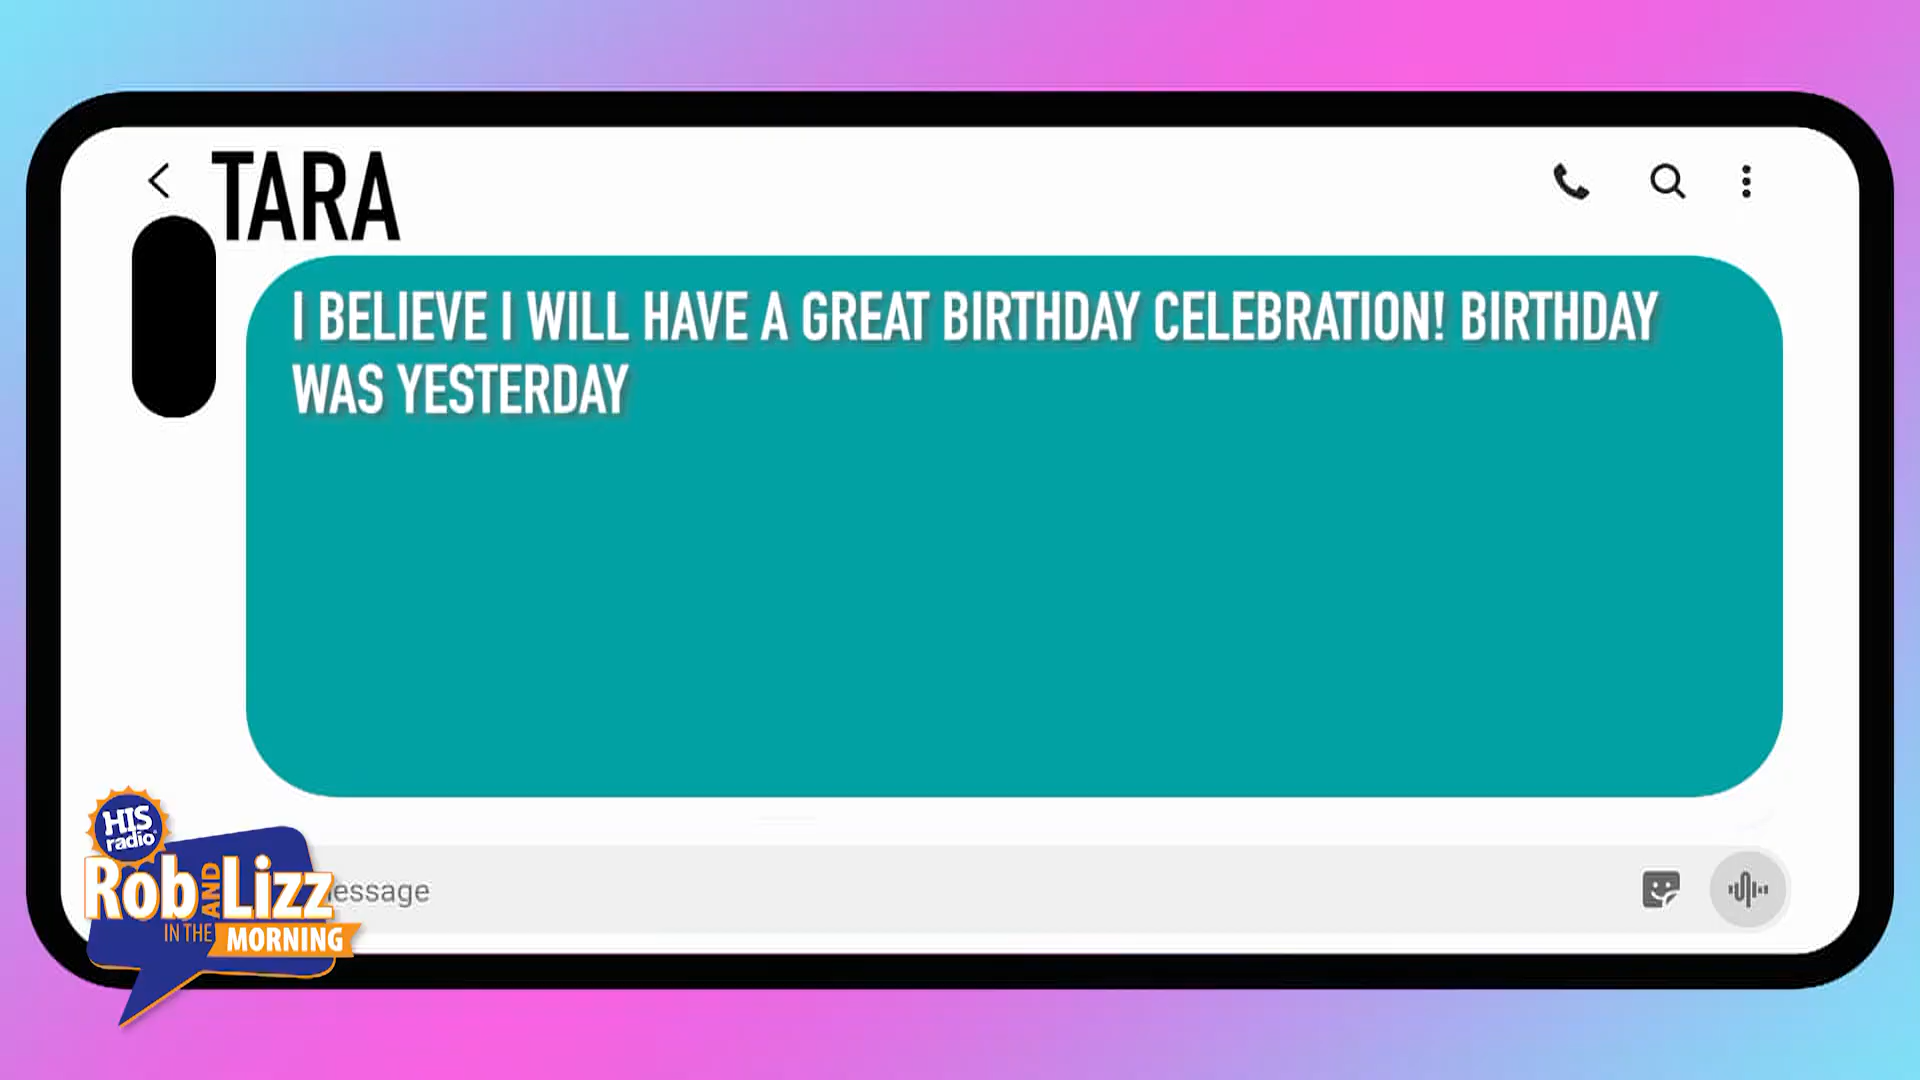 TARA
I BELIEVE I WILL HAVE A GREAT BIRTHDAY CELEBRATION! BIRTHDAY
WAS YESTERDAY
HIS
radio
Rob AND Lizz
IN THE MORNING
essage